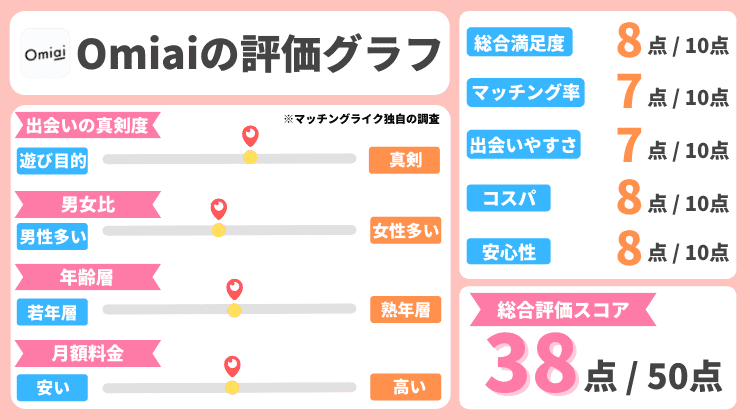 Omiai
Omiaiの評価グラフ
※マッチングライク独自の調査
出会いの真剣度
遊び目的
真剣
男女比
男性多い
女性多い
年齢層
若年層
熟年層
月額料金
安い
高い
総合満足度 8点 / 10点
マッチング率 7点 / 10点
出会いやすさ 7点 / 10点
コスパ 8点 / 10点
安心性 8点 / 10点
総合評価スコア
38点 / 50点